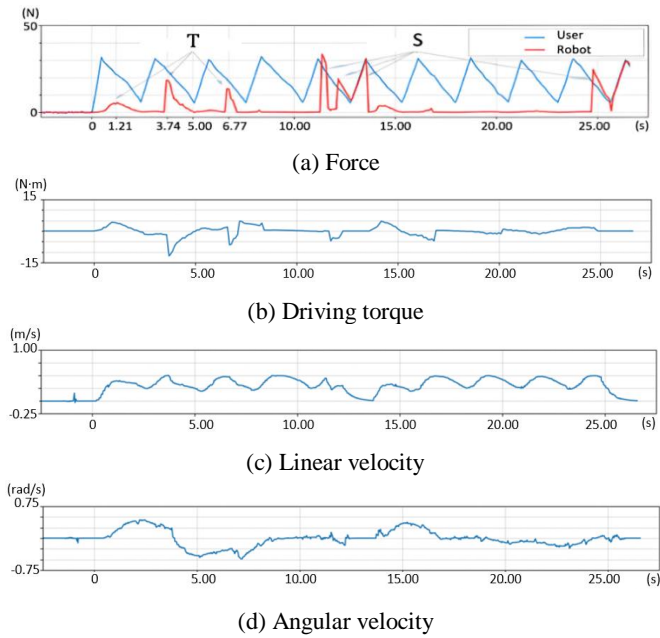 (N)
50
T
S
User
Robot
0
0 1.21 3.74 5.00 6.77 10.00 15.00 20.00 25.00 (s)
(a) Force
(N·m)
15
-15
0 5.00 10.00 15.00 20.00 25.00 (s)
(b) Driving torque
(m/s)
1.00
-0.25
0 5.00 10.00 15.00 20.00 25.00 (s)
(c) Linear velocity
(rad/s)
0.75
-0.75
0 5.00 10.00 15.00 20.00 25.00 (s)
(d) Angular velocity